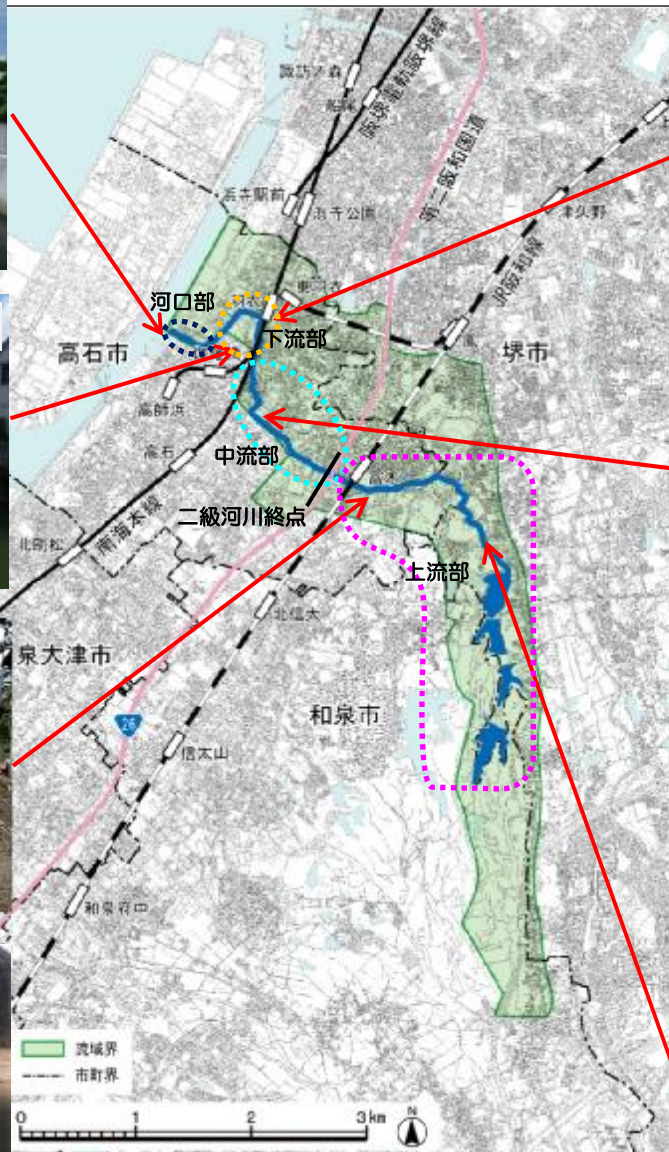 諏訪ノ森
船尾
阪堺電軌阪堺線
第二阪和国道
浜寺駅前
浜寺公園
津久野
JR阪和線
河口部
下流部
高石市
堺市
高師浜
高石
中流部
二級河川終点
南海本線
北助松
上流部
北信太
泉大津市
和泉市
26
信太山
和泉府中
流域界
市町界
0 1 2 3km
N